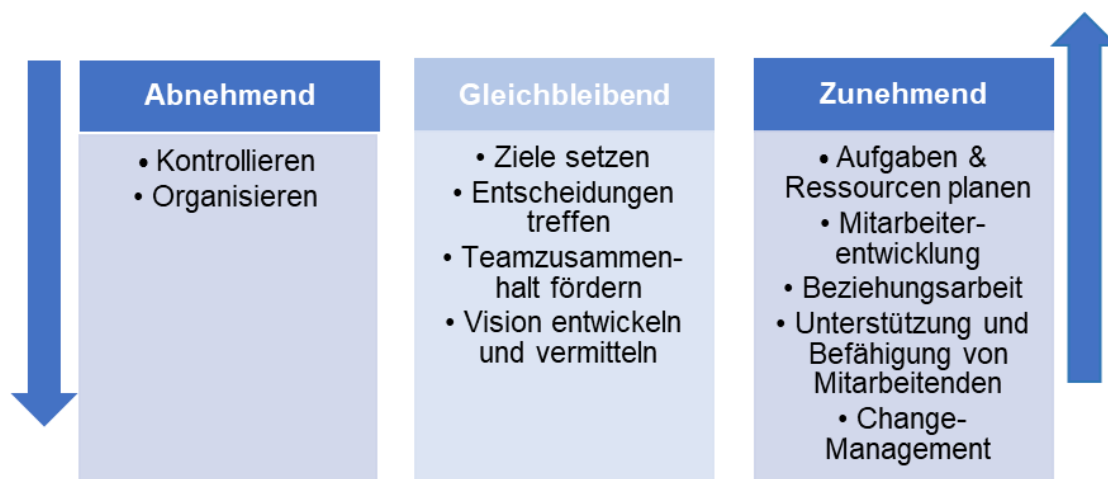 Abnehmend
• Kontrollieren
• Organisieren
Gleichbleibend
• Ziele setzen
• Entscheidungen
treffen
• Teamzusammen-
halt fördern
• Vision entwickeln
und vermitteln
Zunehmend
• Aufgaben &
Ressourcen planen
• Mitarbeiter-
entwicklung
• Beziehungsarbeit
• Unterstützung und
Befähigung von
Mitarbeitenden
• Change-
Management